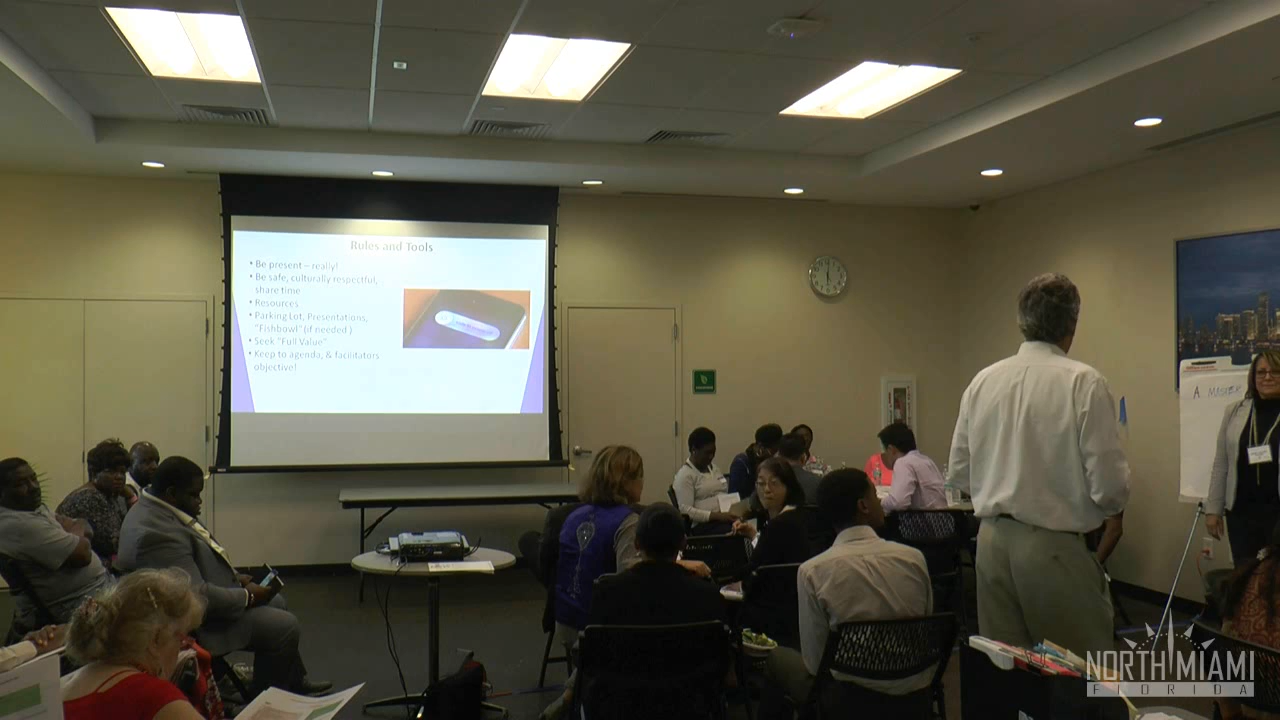 Rules and Tools
• Be present – really!
• Be safe, culturally respectful,
share time
• Resources
• Parking Lot, Presentations,
"Fishbowl" (if needed )
• Seek "Full Value"
• Keep to agenda, & facilitators
objective!
A MASTER
NORTH MIAMI
FLORIDA